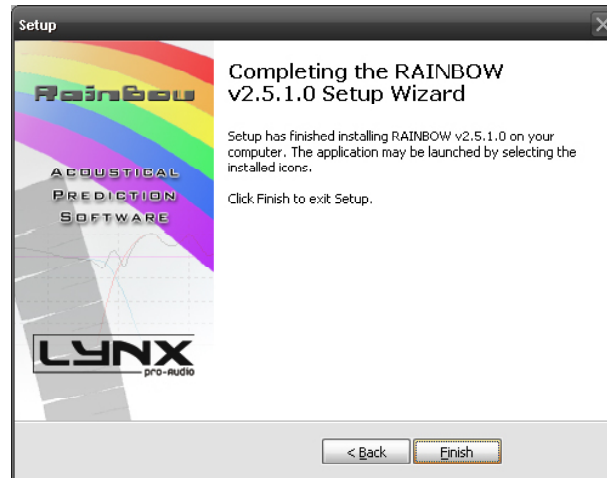 Setup
RainBow
ACOUSTICAL
PREDICTION
SOFTWARE
LYNX
pro-audio
Completing the RAINBOW
v2.5.1.0 Setup Wizard
Setup has finished installing RAINBOW v2.5.1.0 on your
computer. The application may be launched by selecting the
installed icons.
Click Finish to exit Setup.
< Back
Finish